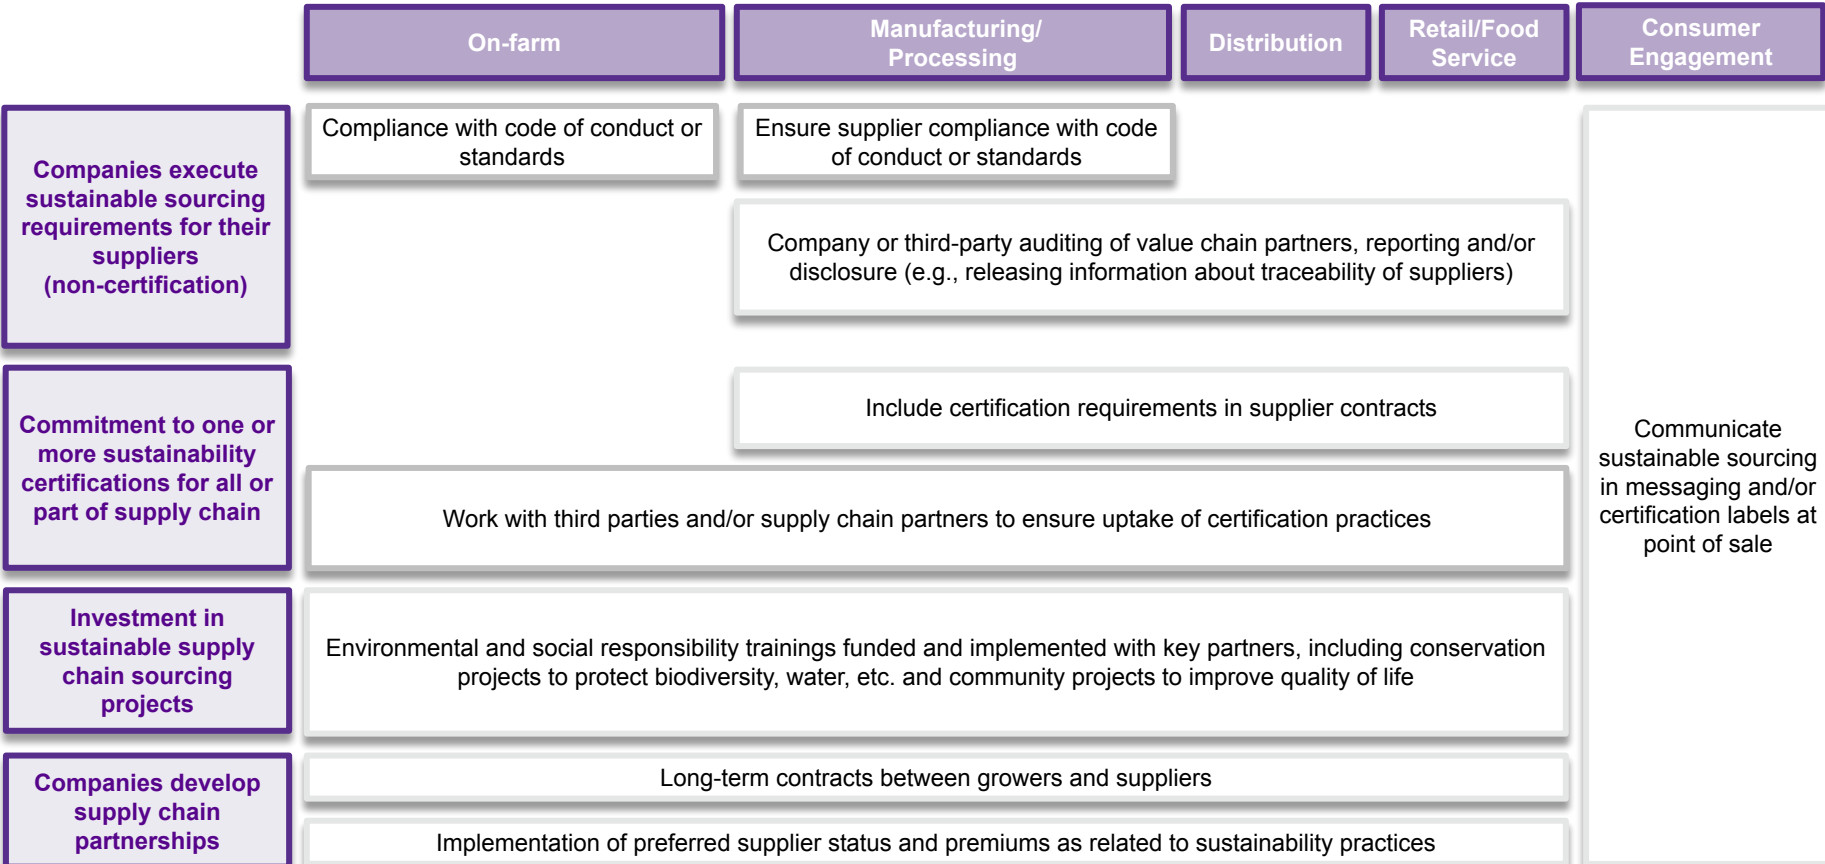 On-farm
Manufacturing/
Processing
Distribution
Retail/Food
Service
Consumer
Engagement
Companies execute
sustainable sourcing
requirements for their
suppliers
(non-certification)
Compliance with code of conduct or
standards
Ensure supplier compliance with code
of conduct or standards
Company or third-party auditing of value chain partners, reporting and/or
disclosure (e.g., releasing information about traceability of suppliers)
Commitment to one or
more sustainability
certifications for all or
part of supply chain
Include certification requirements in supplier contracts
Work with third parties and/or supply chain partners to ensure uptake of certification practices
Investment in
sustainable supply
chain sourcing
projects
Environmental and social responsibility trainings funded and implemented with key partners, including conservation
projects to protect biodiversity, water, etc. and community projects to improve quality of life
Companies develop
supply chain
partnerships
Long-term contracts between growers and suppliers
Implementation of preferred supplier status and premiums as related to sustainability practices
Communicate
sustainable sourcing
in messaging and/or
certification labels at
point of sale